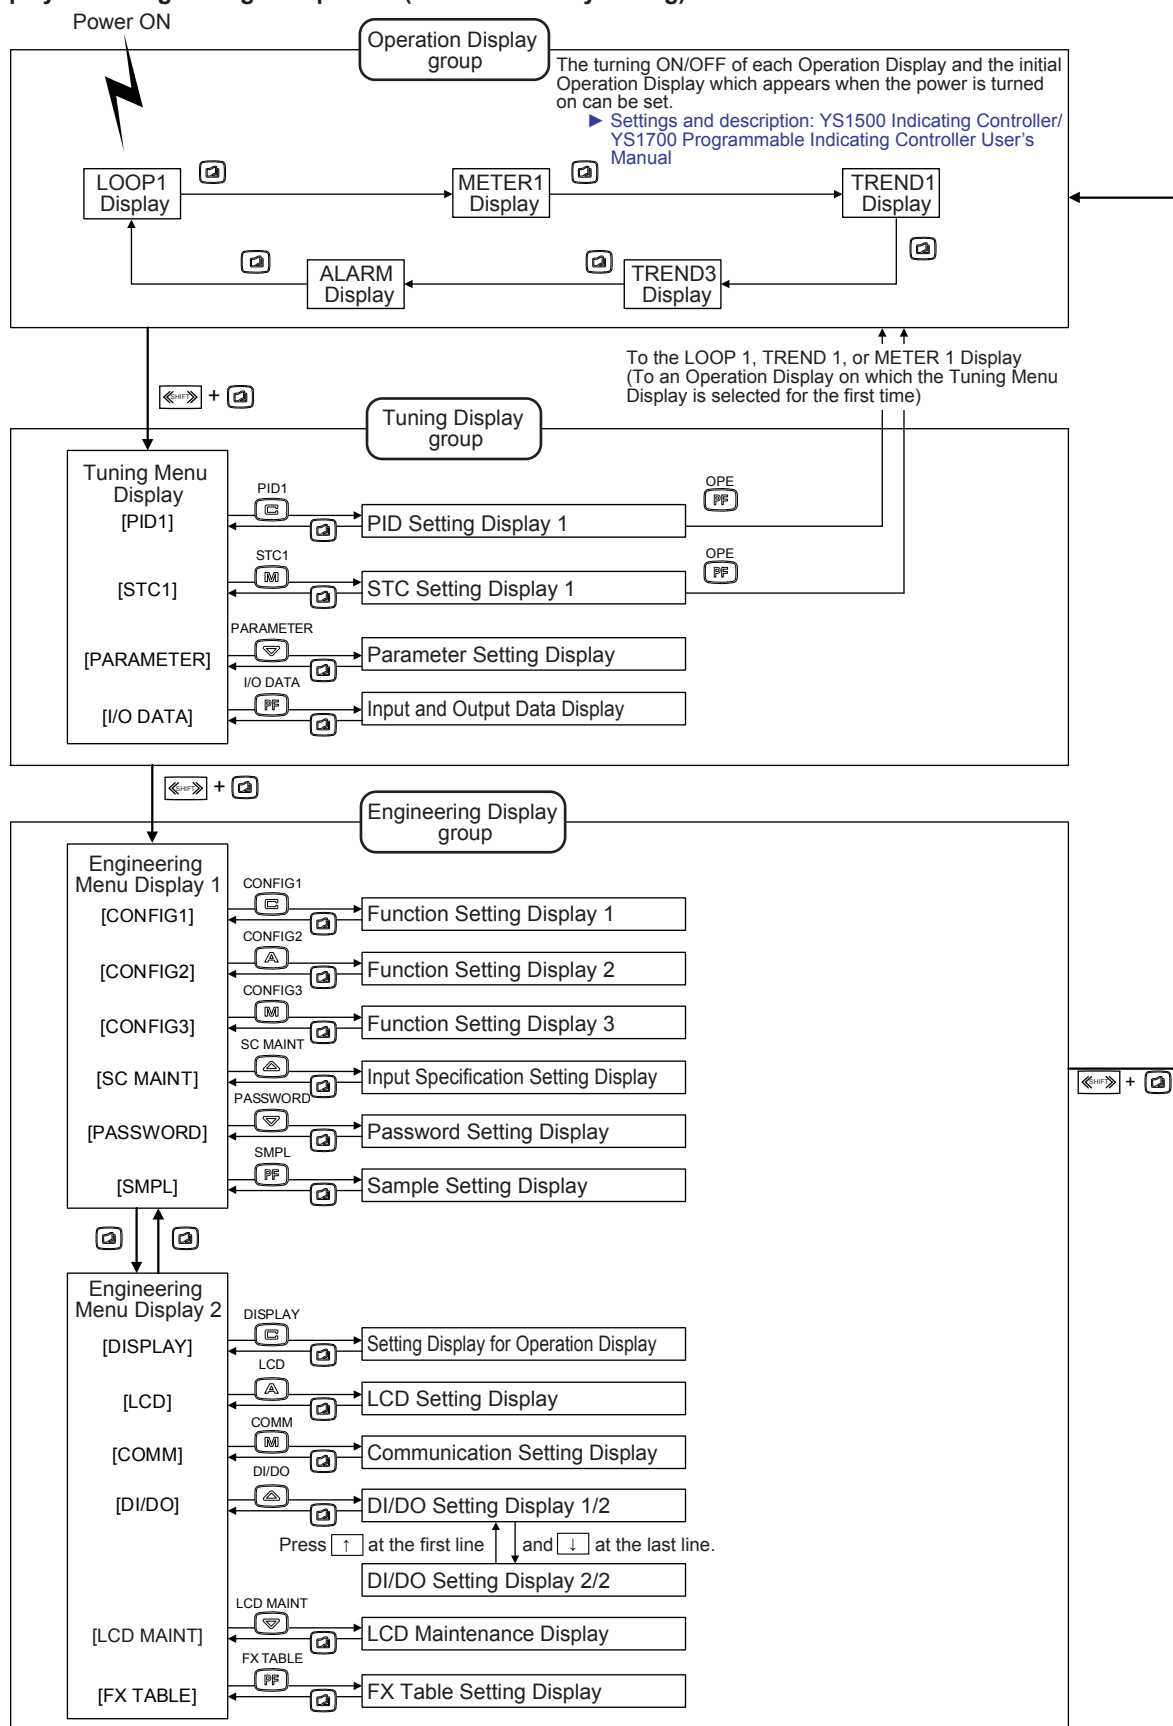 Power ON
Operation Display
group
The turning ON/OFF of each Operation Display and the initial
Operation Display which appears when the power is turned
on can be set.
► Settings and description: YS1500 Indicating Controller/
YS1700 Programmable Indicating Controller User's
Manual
LOOP1
Display
METER1
Display
TREND1
Display
ALARM
Display
TREND3
Display
To the LOOP 1, TREND 1, or METER 1 Display
(To an Operation Display on which the Tuning Menu
Display is selected for the first time)
SHIFT +
Tuning Display
group
Tuning Menu
Display
[PID1]
PID1
C
PID Setting Display 1
OPE
PF
[STC1]
STC1
M
STC Setting Display 1
OPE
PF
[PARAMETER]
PARAMETER
Parameter Setting Display
[I/O DATA]
I/O DATA
PF
Input and Output Data Display
SHIFT +
Engineering Display
group
Engineering
Menu Display 1
[CONFIG1]
CONFIG1
C
Function Setting Display 1
[CONFIG2]
CONFIG2
A
Function Setting Display 2
[CONFIG3]
CONFIG3
M
Function Setting Display 3
[SC MAINT]
SC MAINT
Input Specification Setting Display
SHIFT +
[PASSWORD]
PASSWORD
Password Setting Display
[SMPL]
SMPL
PF
Sample Setting Display
Engineering
Menu Display 2
[DISPLAY]
DISPLAY
C
Setting Display for Operation Display
[LCD]
LCD
A
LCD Setting Display
[COMM]
COMM
M
Communication Setting Display
[DI/DO]
DI/DO
DI/DO Setting Display 1/2
Press ↑ at the first line and ↓ at the last line.
DI/DO Setting Display 2/2
[LCD MAINT]
LCD MAINT
LCD Maintenance Display
[FX TABLE]
FX TABLE
PF
FX Table Setting Display